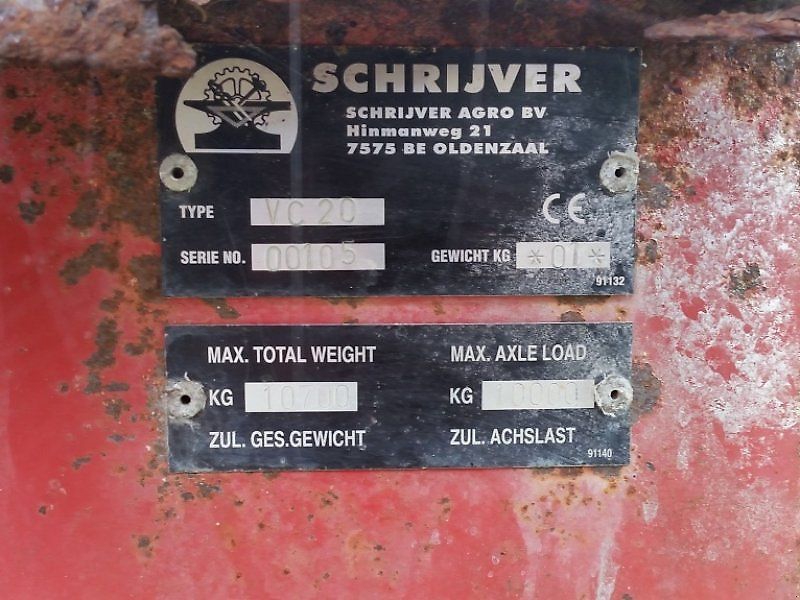 SCHRIJVER
SCHRIJVER AGRO BV
Hinmanweg 21
7575 BE OLDENZAAL
TYPE VC 20 CE
SERIE NO. 00105 GEWICHT KG *01*
91132
MAX. TOTAL WEIGHT MAX. AXLE LOAD
KG 10700 KG 10000
ZUL. GES.GEWICHT ZUL. ACHSLAST
91140